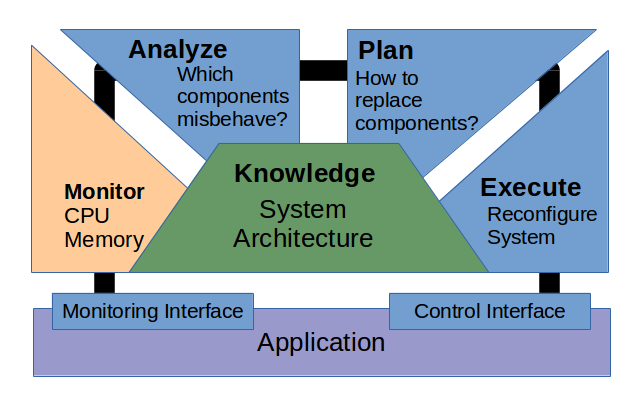 Analyze
Which
components
misbehave?
Plan
How to
replace
components?
Monitor
CPU
Memory
Knowledge
System
Architecture
Execute
Reconfigure
System
Monitoring Interface
Control Interface
Application